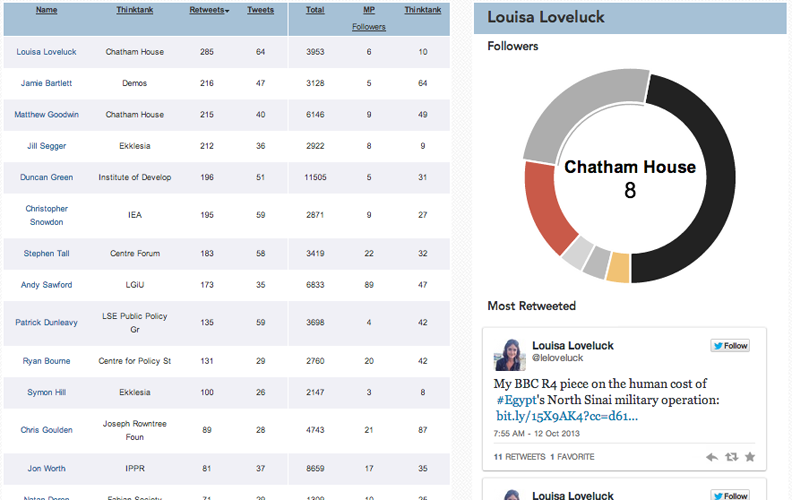 Name Thinktank Retweets Tweets Total MP Thinktank
Followers
Louisa Loveluck Chatham House 285 64 3953 6 10
Jamie Bartlett Demos 216 47 3128 5 64
Matthew Goodwin Chatham House 215 40 6146 9 49
Jill Segger Ekklesia 212 36 2922 8 9
Duncan Green Institute of Develop 196 51 11505 5 31
Christopher
Snowdon IEA 195 59 2871 9 27
Stephen Tall Centre Forum 183 58 3419 22 32
Andy Sawford LGiU 173 35 6833 89 47
Patrick Dunleavy LSE Public Policy
Gr 135 59 3698 4 42
Ryan Bourne Centre for Policy St 131 29 2760 20 42
Symon Hill Ekklesia 100 26 2147 3 8
Chris Goulden Joseph Rowntree
Foun 89 28 4743 21 87
Jon Worth IPPR 81 37 8659 17 35
Fabian Society 71 29 1309 10 25
Louisa Loveluck
Followers
Chatham House
8
Most Retweeted
Louisa Loveluck
Follow
@leloveluck
My BBC R4 piece on the human cost of
#Egypt's North Sinai military operation:
bit.ly/15X9AK4?cc=d61...
7:55 AM - 12 Oct 2013
11 RETWEETS 1 FAVORITE
Louisa Loveluck
Follow